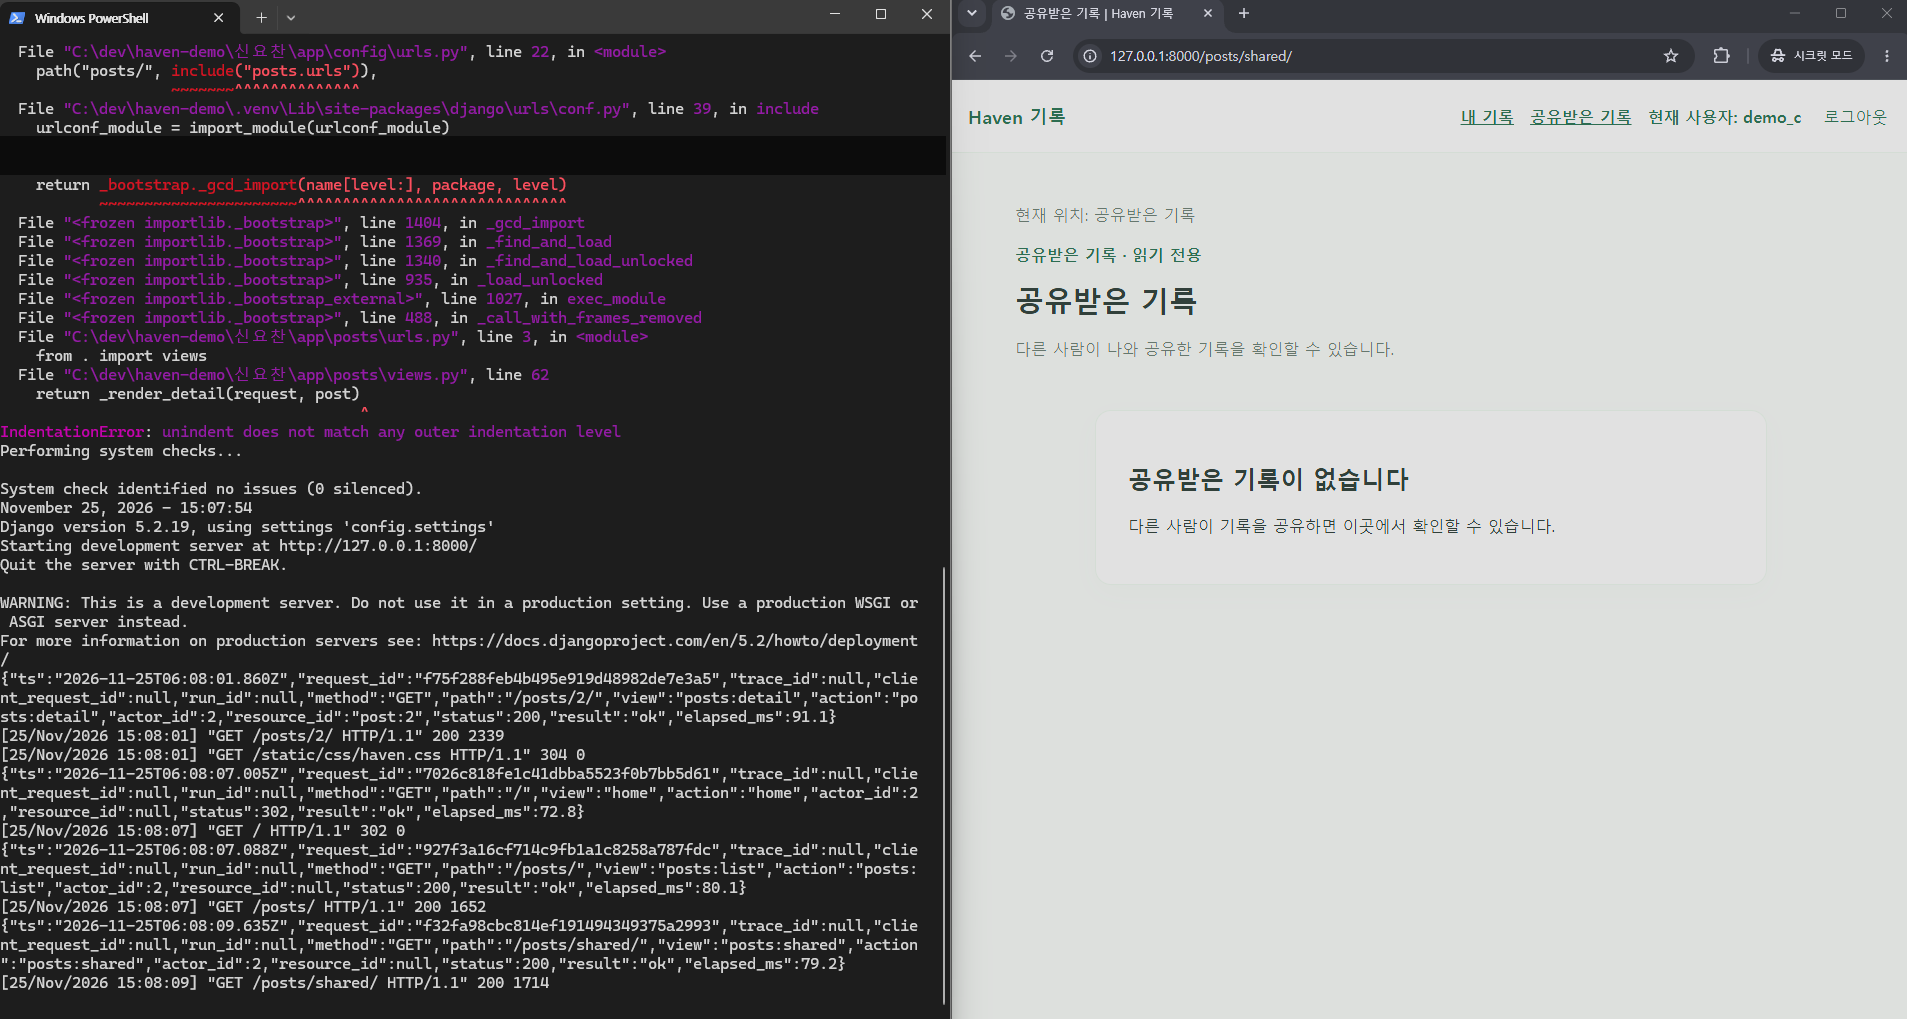 Windows PowerShell
File "C:\dev\haven-demo\신요찬\app\config\urls.py", line 22, in <module>
path("posts/", include("posts.urls")),
~~~~~~~^^^^^^^^^^^^^^
File "C:\dev\haven-demo\.venv\Lib\site-packages\django\urls\conf.py", line 39, in include
urlconf_module = import_module(urlconf_module)
return _bootstrap._gcd_import(name[level:], package, level)
~~~~~~~~~~~~~~~~~~~~~~^^^^^^^^^^^^^^^^^^^^^^^^^^^^^^
File "<frozen importlib._bootstrap>", line 1404, in _gcd_import
File "<frozen importlib._bootstrap>", line 1369, in _find_and_load
File "<frozen importlib._bootstrap>", line 1340, in _find_and_load_unlocked
File "<frozen importlib._bootstrap>", line 935, in _load_unlocked
File "<frozen importlib._bootstrap_external>", line 1027, in exec_module
File "<frozen importlib._bootstrap>", line 488, in _call_with_frames_removed
File "C:\dev\haven-demo\신요찬\app\posts\urls.py", line 3, in <module>
from . import views
File "C:\dev\haven-demo\신요찬\app\posts\views.py", line 62
return _render_detail(request, post)
^
IndentationError: unindent does not match any outer indentation level
Performing system checks...
System check identified no issues (0 silenced).
November 25, 2026 - 15:07:54
Django version 5.2.19, using settings 'config.settings'
Starting development server at http://127.0.0.1:8000/
Quit the server with CTRL-BREAK.
WARNING: This is a development server. Do not use it in a production setting. Use a production WSGI or
ASGI server instead.
For more information on production servers see: https://docs.djangoproject.com/en/5.2/howto/deployment
/
{"ts":"2026-11-25T06:08:01.860Z","request_id":"f75f288feb4b495e919d48982de7e3a5","trace_id":null,"clie
nt_request_id":null,"run_id":null,"method":"GET","path":"/posts/2/","view":"posts:detail","action":"po
sts:detail","actor_id":2,"resource_id":"post:2","status":200,"result":"ok","elapsed_ms":91.1}
[25/Nov/2026 15:08:01] "GET /posts/2/ HTTP/1.1" 200 2339
[25/Nov/2026 15:08:01] "GET /static/css/haven.css HTTP/1.1" 304 0
{"ts":"2026-11-25T06:08:07.005Z","request_id":"7026c818fe1c41dbba5523f0b7bb5d61","trace_id":null,"clie
nt_request_id":null,"run_id":null,"method":"GET","path":"/","view":"home","action":"home","actor_id":2
,"resource_id":null,"status":302,"result":"ok","elapsed_ms":72.8}
[25/Nov/2026 15:08:07] "GET / HTTP/1.1" 302 0
{"ts":"2026-11-25T06:08:07.088Z","request_id":"927f3a16cf714c9fb1a1c8258a787fdc","trace_id":null,"clie
nt_request_id":null,"run_id":null,"method":"GET","path":"/posts/","view":"posts:list","action":"posts:
list","actor_id":2,"resource_id":null,"status":200,"result":"ok","elapsed_ms":80.1}
[25/Nov/2026 15:08:07] "GET /posts/ HTTP/1.1" 200 1652
{"ts":"2026-11-25T06:08:09.635Z","request_id":"f32fa98cbc814ef191494349375a2993","trace_id":null,"clie
nt_request_id":null,"run_id":null,"method":"GET","path":"/posts/shared/","view":"posts:shared","action
":"posts:shared","actor_id":2,"resource_id":null,"status":200,"result":"ok","elapsed_ms":79.2}
[25/Nov/2026 15:08:09] "GET /posts/shared/ HTTP/1.1" 200 1714
공유받은 기록 | Haven 기록
127.0.0.1:8000/posts/shared/
시크릿 모드
Haven 기록
내 기록 공유받은 기록 현재 사용자: demo_c 로그아웃
현재 위치: 공유받은 기록
공유받은 기록 · 읽기 전용
공유받은 기록
다른 사람이 나와 공유한 기록을 확인할 수 있습니다.
공유받은 기록이 없습니다
다른 사람이 기록을 공유하면 이곳에서 확인할 수 있습니다.